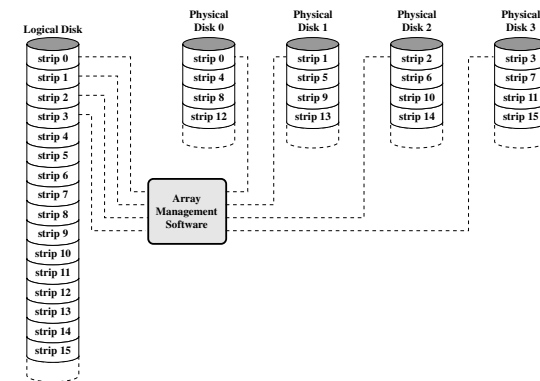 Logical Disk
strip 0
strip 1
strip 2
strip 3
strip 4
strip 5
strip 6
strip 7
strip 8
strip 9
strip 10
strip 11
strip 12
strip 13
strip 14
strip 15
Physical
Disk 0
strip 0
strip 4
strip 8
strip 12
Physical
Disk 1
strip 1
strip 5
strip 9
strip 13
Physical
Disk 2
strip 2
strip 6
strip 10
strip 14
Physical
Disk 3
strip 3
strip 7
strip 11
strip 15
Array
Management
Software